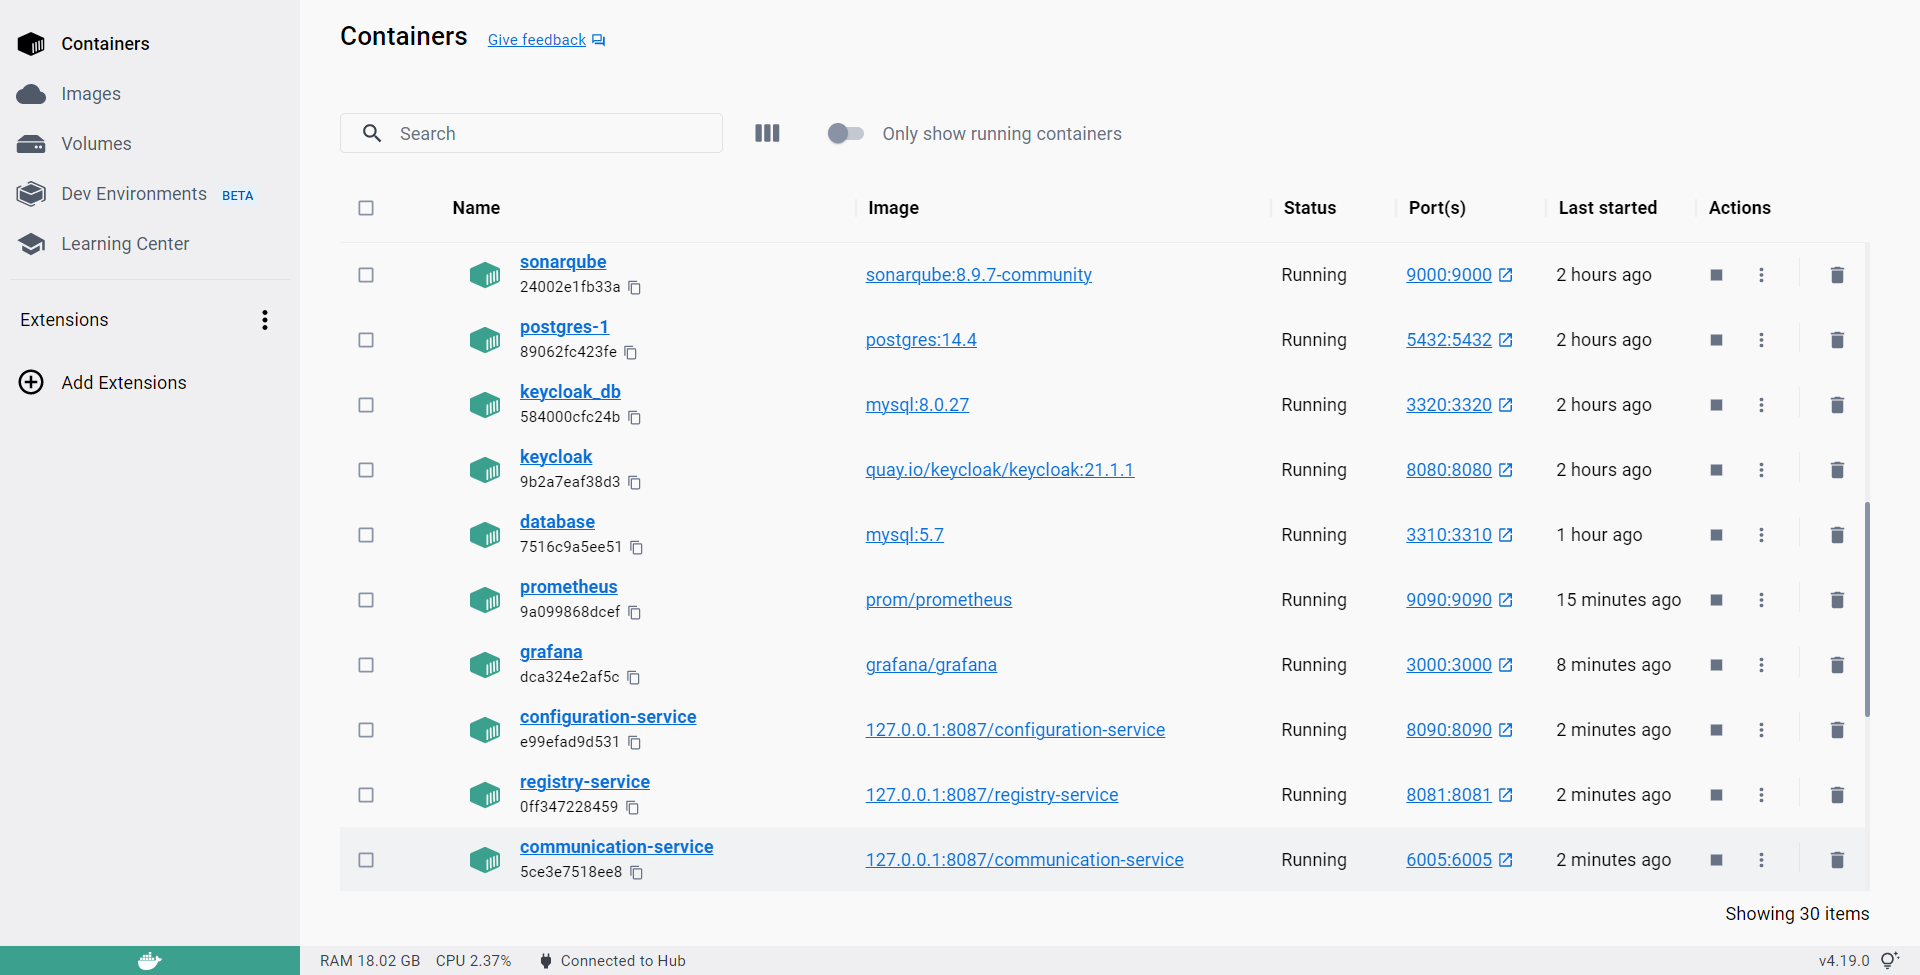 Containers
Images
Volumes
Dev Environments BETA
Learning Center
Extensions
Add Extensions
Containers Give feedback
Search
Only show running containers
Name Image Status Port(s) Last started Actions
sonarqube
24002e1fb33a
sonarqube:8.9.7-community Running 9000:9000 2 hours ago
postgres-1
89062fc423fe
postgres:14.4 Running 5432:5432 2 hours ago
keycloak_db
584000cfc24b
mysql:8.0.27 Running 3320:3320 2 hours ago
keycloak
9b2a7eaf38d3
quay.io/keycloak/keycloak:21.1.1 Running 8080:8080 2 hours ago
database
7516c9a5ee51
mysql:5.7 Running 3310:3310 1 hour ago
prometheus
9a099868dcef
prom/prometheus Running 9090:9090 15 minutes ago
grafana
dca324e2af5c
grafana/grafana Running 3000:3000 8 minutes ago
configuration-service
e99efad9d531
127.0.0.1:8087/configuration-service Running 8090:8090 2 minutes ago
registry-service
0ff347228459
127.0.0.1:8087/registry-service Running 8081:8081 2 minutes ago
communication-service
5ce3e7518ee8
127.0.0.1:8087/communication-service Running 6005:6005 2 minutes ago
Showing 30 items
RAM 18.02 GB CPU 2.37% Connected to Hub v4.19.0